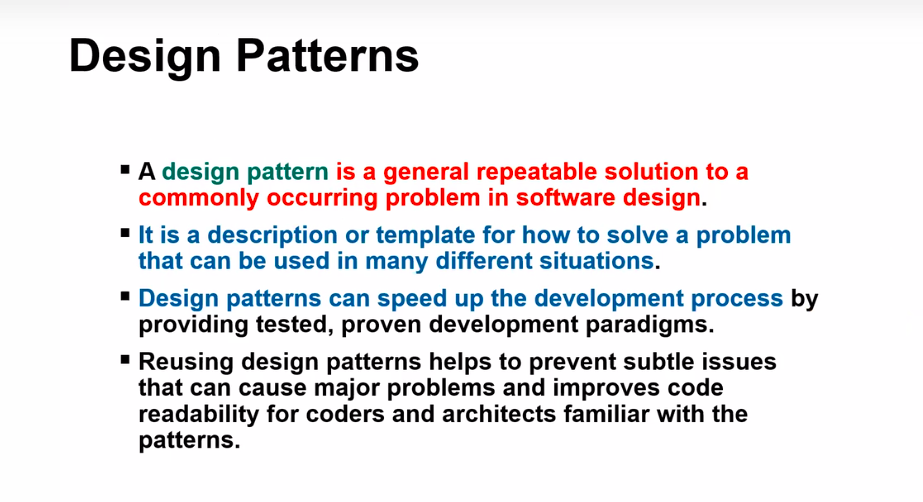 Design Patterns
▪ A design pattern is a general repeatable solution to a
commonly occurring problem in software design.
▪ It is a description or template for how to solve a problem
that can be used in many different situations.
▪ Design patterns can speed up the development process by
providing tested, proven development paradigms.
▪ Reusing design patterns helps to prevent subtle issues
that can cause major problems and improves code
readability for coders and architects familiar with the
patterns.